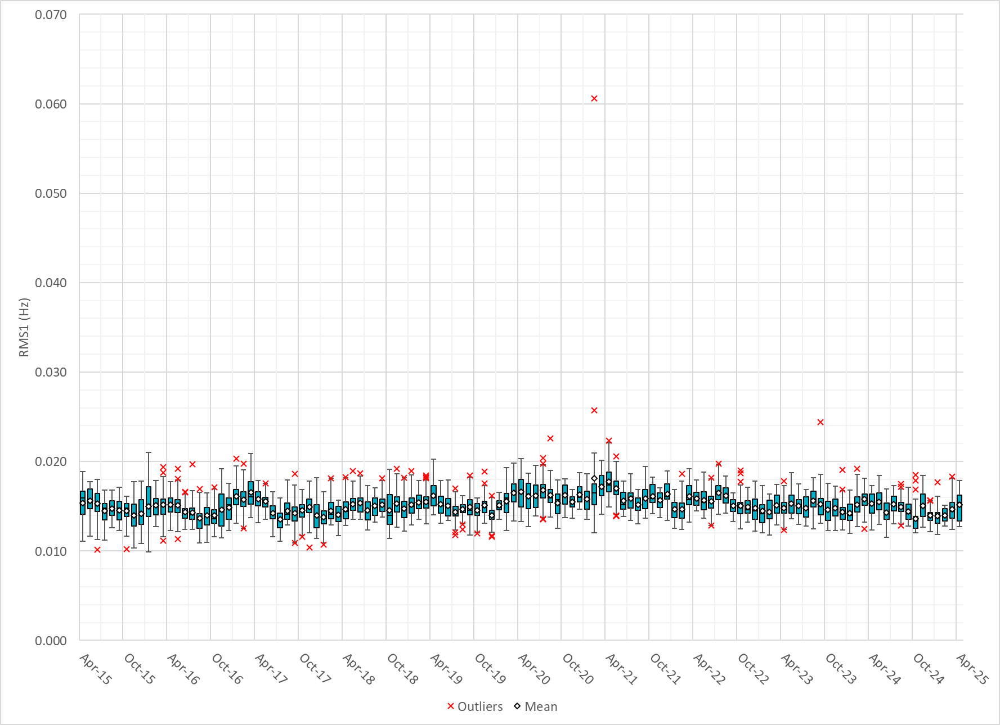 0.070
0.060
0.050
0.040
0.030
0.020
0.010
0.000
RMS1 (Hz)
Apr-15
Oct-15
Apr-16
Oct-16
Apr-17
Oct-17
Apr-18
Oct-18
Apr-19
Oct-19
Apr-20
Oct-20
Apr-21
Oct-21
Apr-22
Oct-22
Apr-23
Oct-23
Apr-24
Oct-24
Apr-25
Outliers Mean